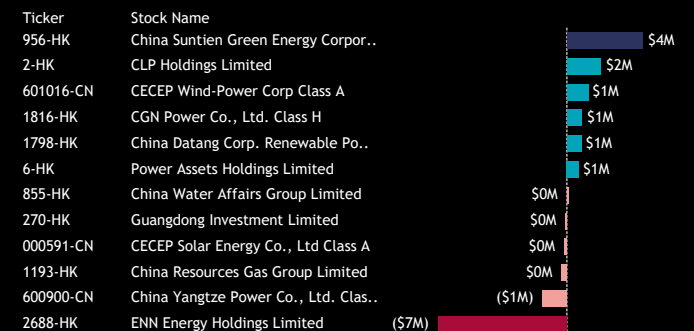 Ticker Stock Name
956-HK China Suntien Green Energy Corpor.. $4M
2-HK CLP Holdings Limited $2M
601016-CN CECEP Wind-Power Corp Class A $1M
1816-HK CGN Power Co., Ltd. Class H $1M
1798-HK China Datang Corp. Renewable Po.. $1M
6-HK Power Assets Holdings Limited $1M
855-HK China Water Affairs Group Limited $0M
270-HK Guangdong Investment Limited $0M
000591-CN CECEP Solar Energy Co., Ltd Class A $0M
1193-HK China Resources Gas Group Limited $0M
600900-CN China Yangtze Power Co., Ltd. Clas.. ($1M)
2688-HK ENN Energy Holdings Limited ($7M)